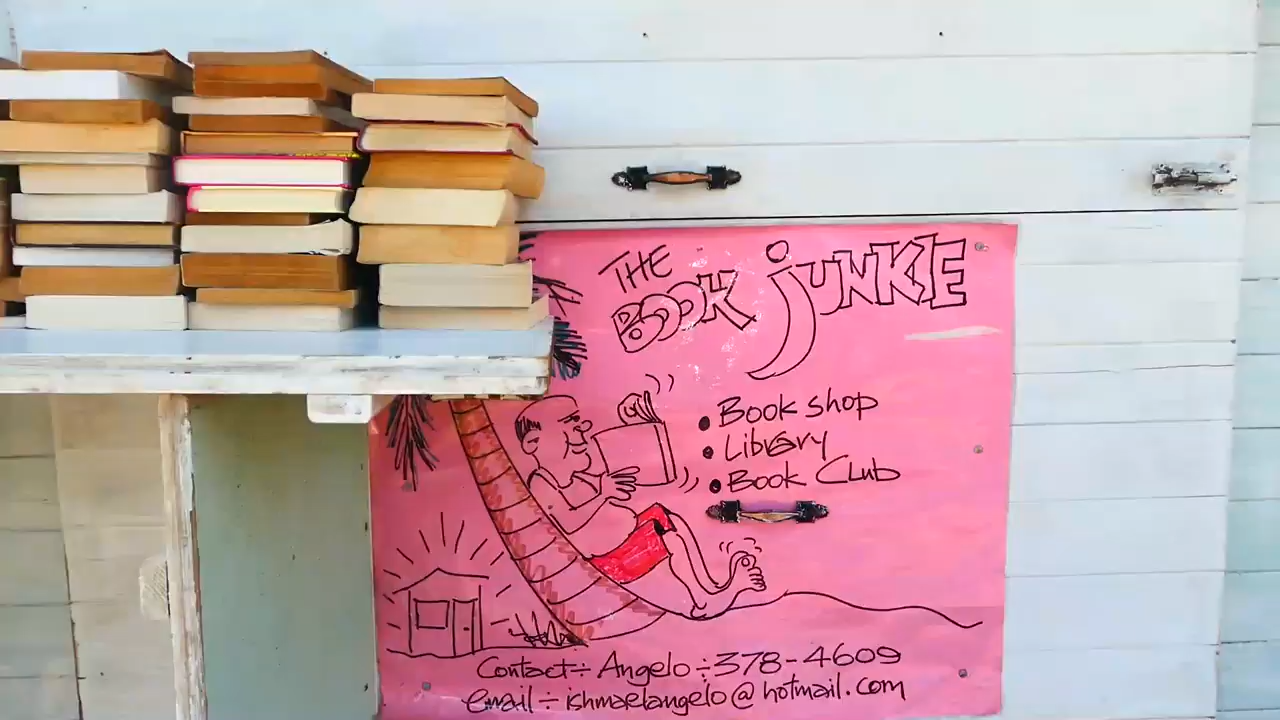 THE
BOOK JUNKIE
• Book shop
• Library
• Book Club
Contact÷ Angelo ÷378-4609
email ÷ ishmaelangelo@hotmail.com